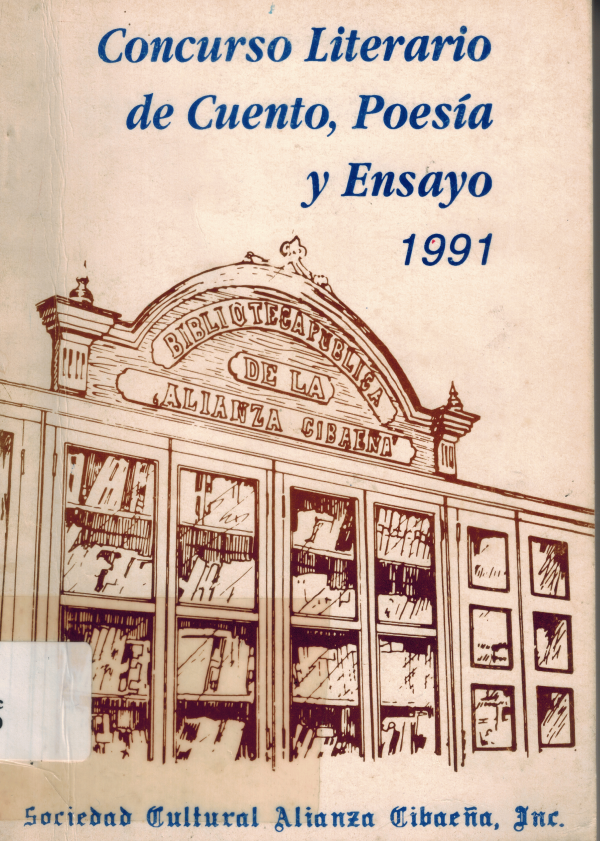 Concurso Literario
de Cuento, Poesía
y Ensayo
1991
BIBLIOTECA PUBLICA
DE LA
ALIANZA CIBAEÑA
Sociedad Cultural Alianza Cibaeña, Inc.